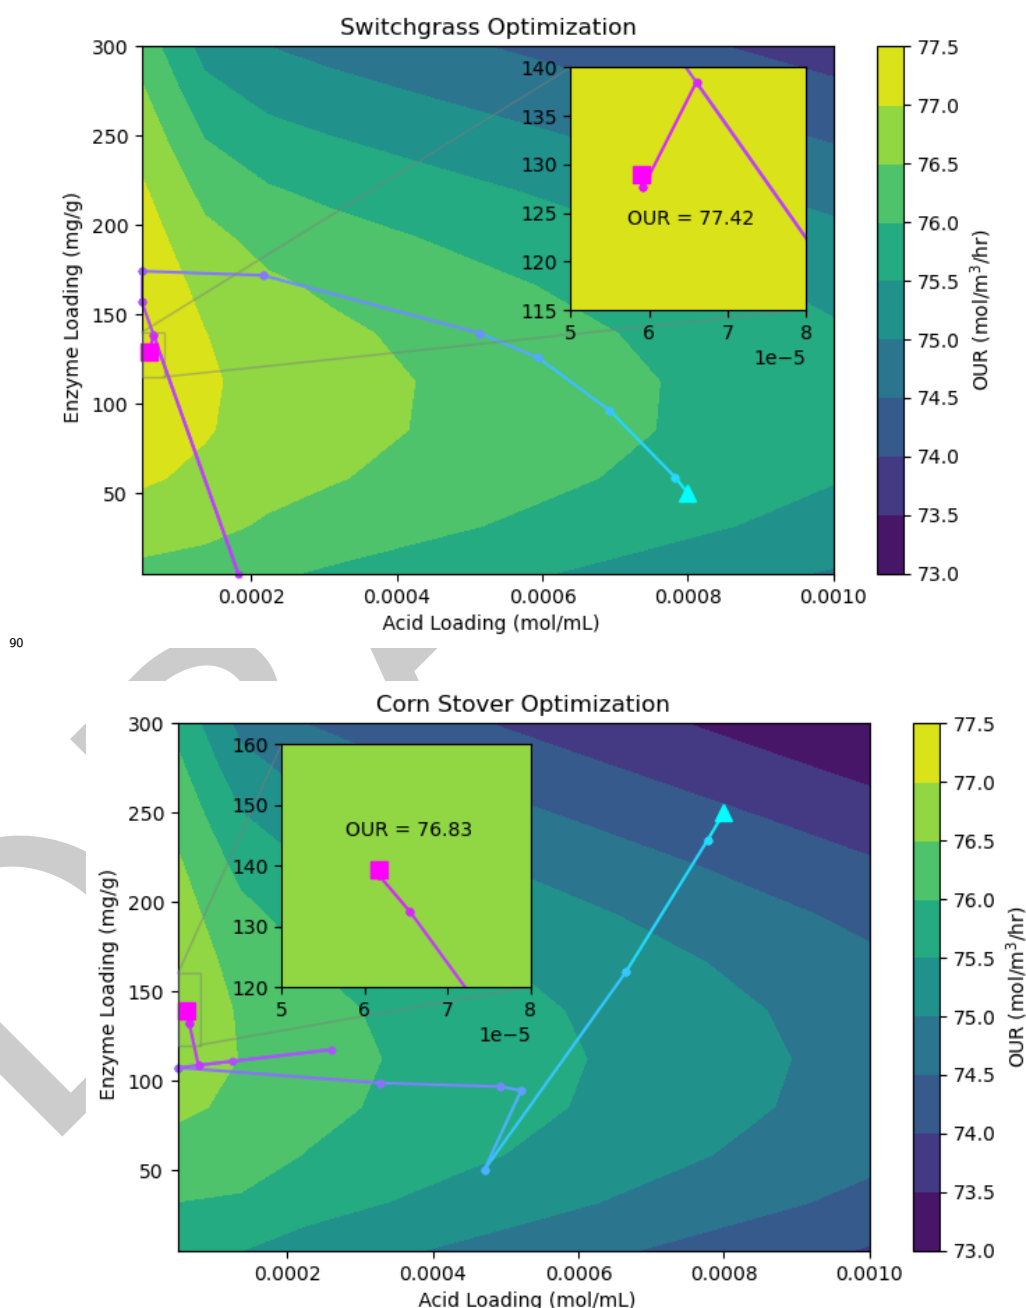 Switchgrass Optimization
300
250
200
150
100
50
Enzyme Loading (mg/g)
0.0002 0.0004 0.0006 0.0008 0.0010
Acid Loading (mol/mL)
140
135
130
125
120
115
OUR = 77.42
5 6 7 8
1e−5
77.5
77.0
76.5
76.0
75.5
75.0
74.5
74.0
73.5
73.0
OUR (mol/m³/hr)
90
Corn Stover Optimization
300
250
200
150
100
50
Enzyme Loading (mg/g)
0.0002 0.0004 0.0006 0.0008 0.0010
Acid Loading (mol/mL)
160
150
140
130
120
OUR = 76.83
5 6 7 8
1e−5
77.5
77.0
76.5
76.0
75.5
75.0
74.5
74.0
73.5
73.0
OUR (mol/m³/hr)